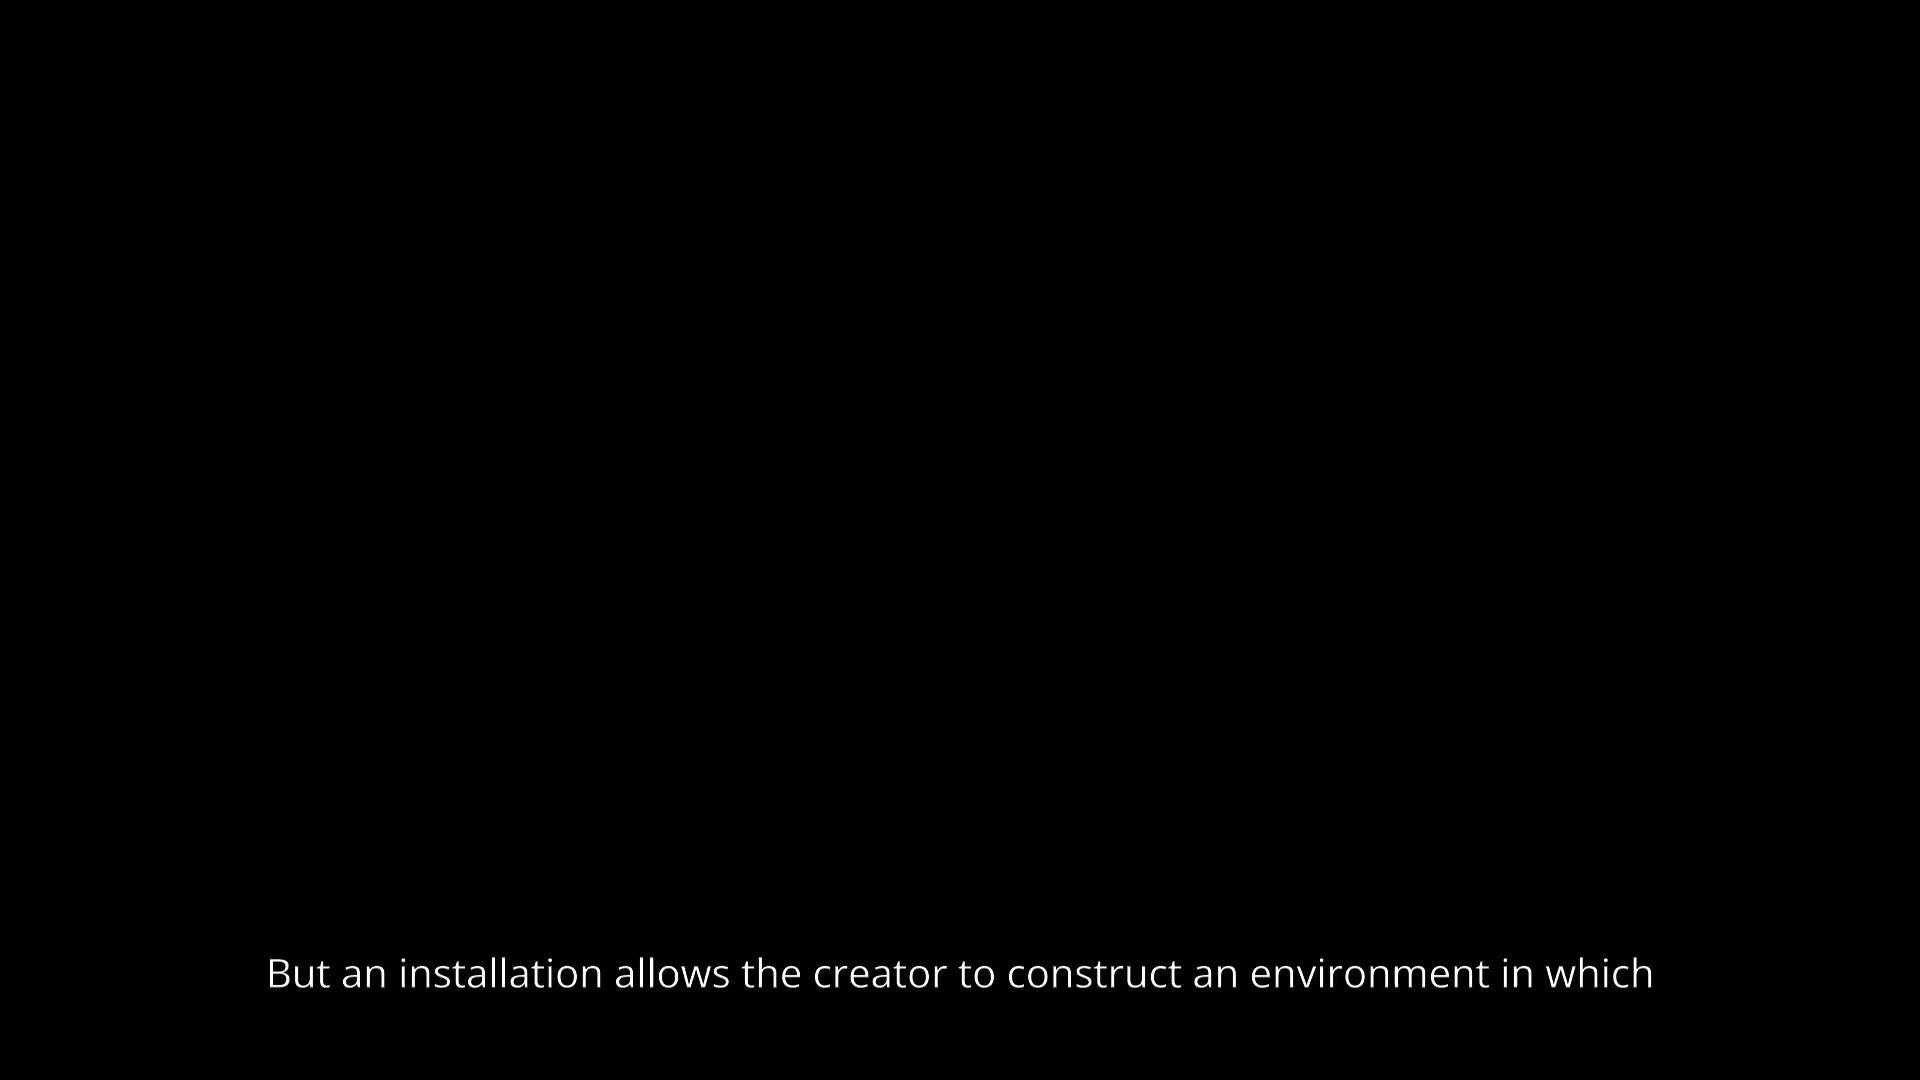 But an installation allows the creator to construct an environment in which